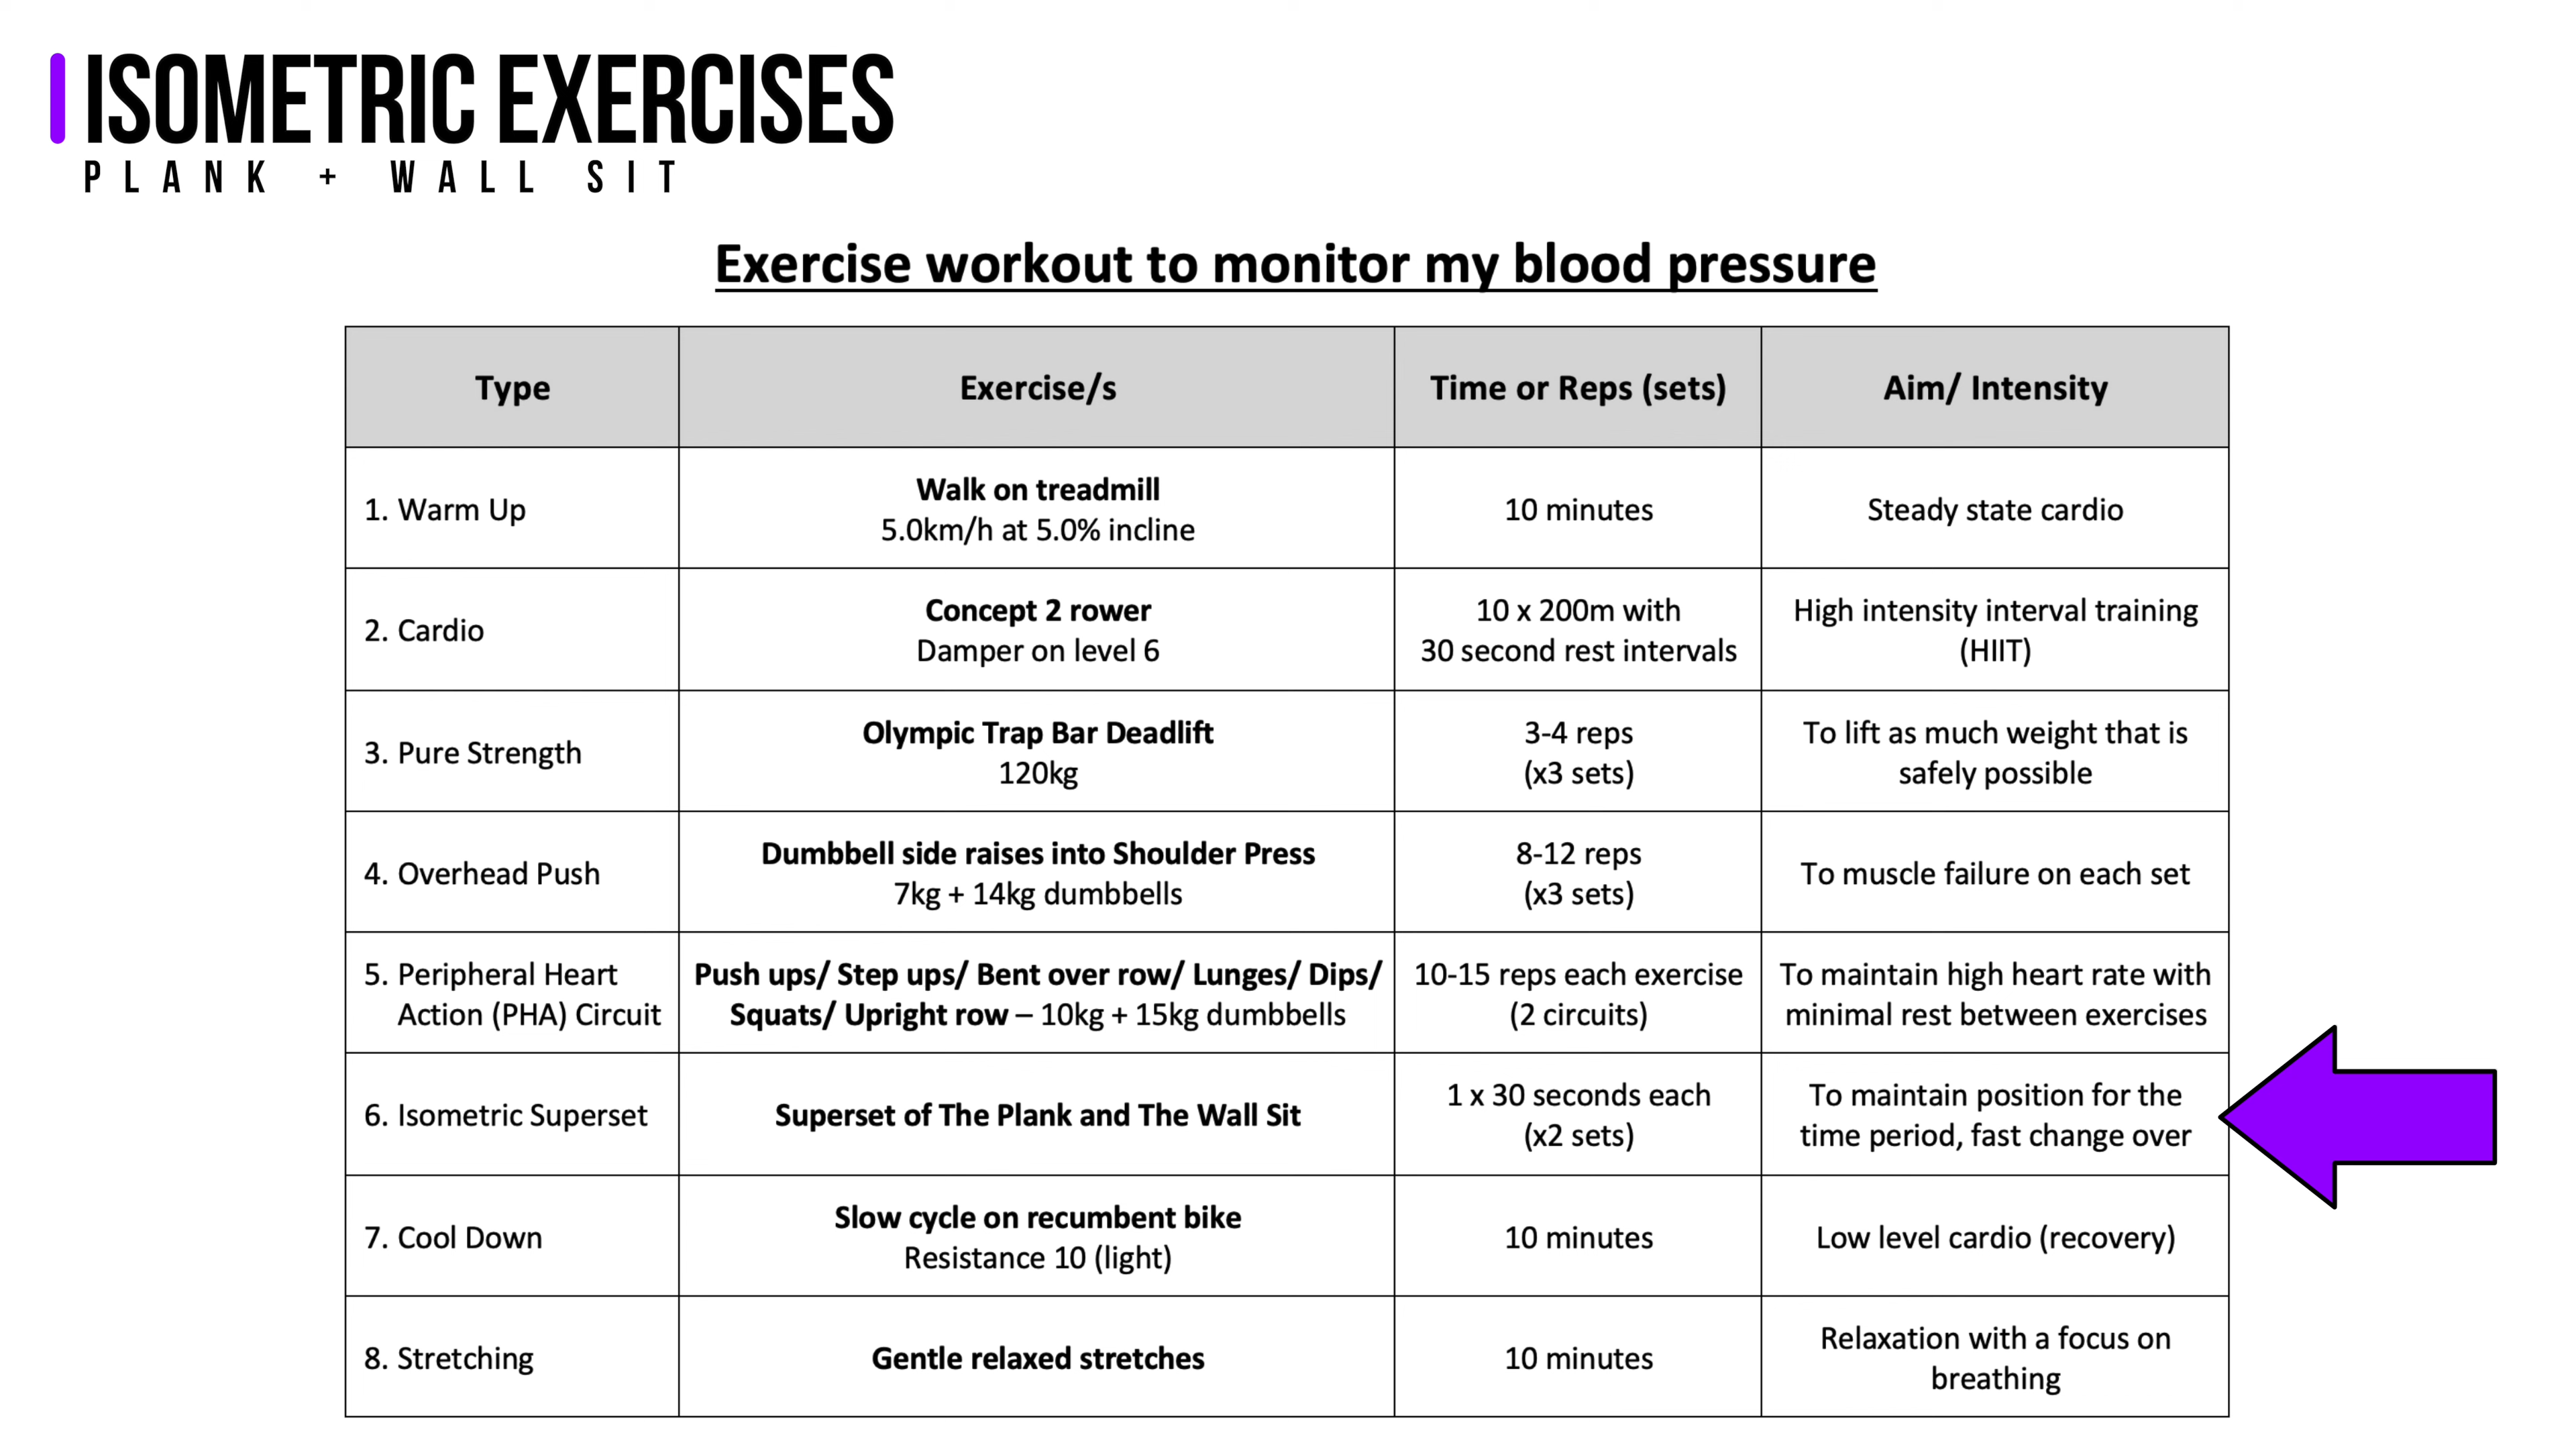 ISOMETRIC EXERCISES
PLANK + WALL SIT
Exercise workout to monitor my blood pressure
Type
Exercise/s
Time or Reps (sets)
Aim/ Intensity
1. Warm Up
Walk on treadmill
5.0km/h at 5.0% incline
10 minutes
Steady state cardio
2. Cardio
Concept 2 rower
Damper on level 6
10 x 200m with
30 second rest intervals
High intensity interval training
(HIIT)
3. Pure Strength
Olympic Trap Bar Deadlift
120kg
3-4 reps
(x3 sets)
To lift as much weight that is
safely possible
4. Overhead Push
Dumbbell side raises into Shoulder Press
7kg + 14kg dumbbells
8-12 reps
(x3 sets)
To muscle failure on each set
5. Peripheral Heart
Action (PHA) Circuit
Push ups/ Step ups/ Bent over row/ Lunges/ Dips/
Squats/ Upright row – 10kg + 15kg dumbbells
10-15 reps each exercise
(2 circuits)
To maintain high heart rate with
minimal rest between exercises
6. Isometric Superset
Superset of The Plank and The Wall Sit
1 x 30 seconds each
(x2 sets)
To maintain position for the
time period, fast change over
7. Cool Down
Slow cycle on recumbent bike
Resistance 10 (light)
10 minutes
Low level cardio (recovery)
8. Stretching
Gentle relaxed stretches
10 minutes
Relaxation with a focus on
breathing